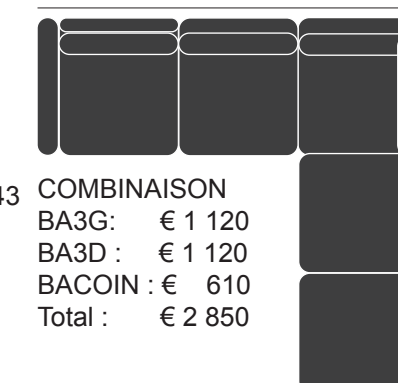 43
COMBINAISON
BA3G: € 1 120
BA3D : € 1 120
BACOIN : € 610
Total : € 2 850